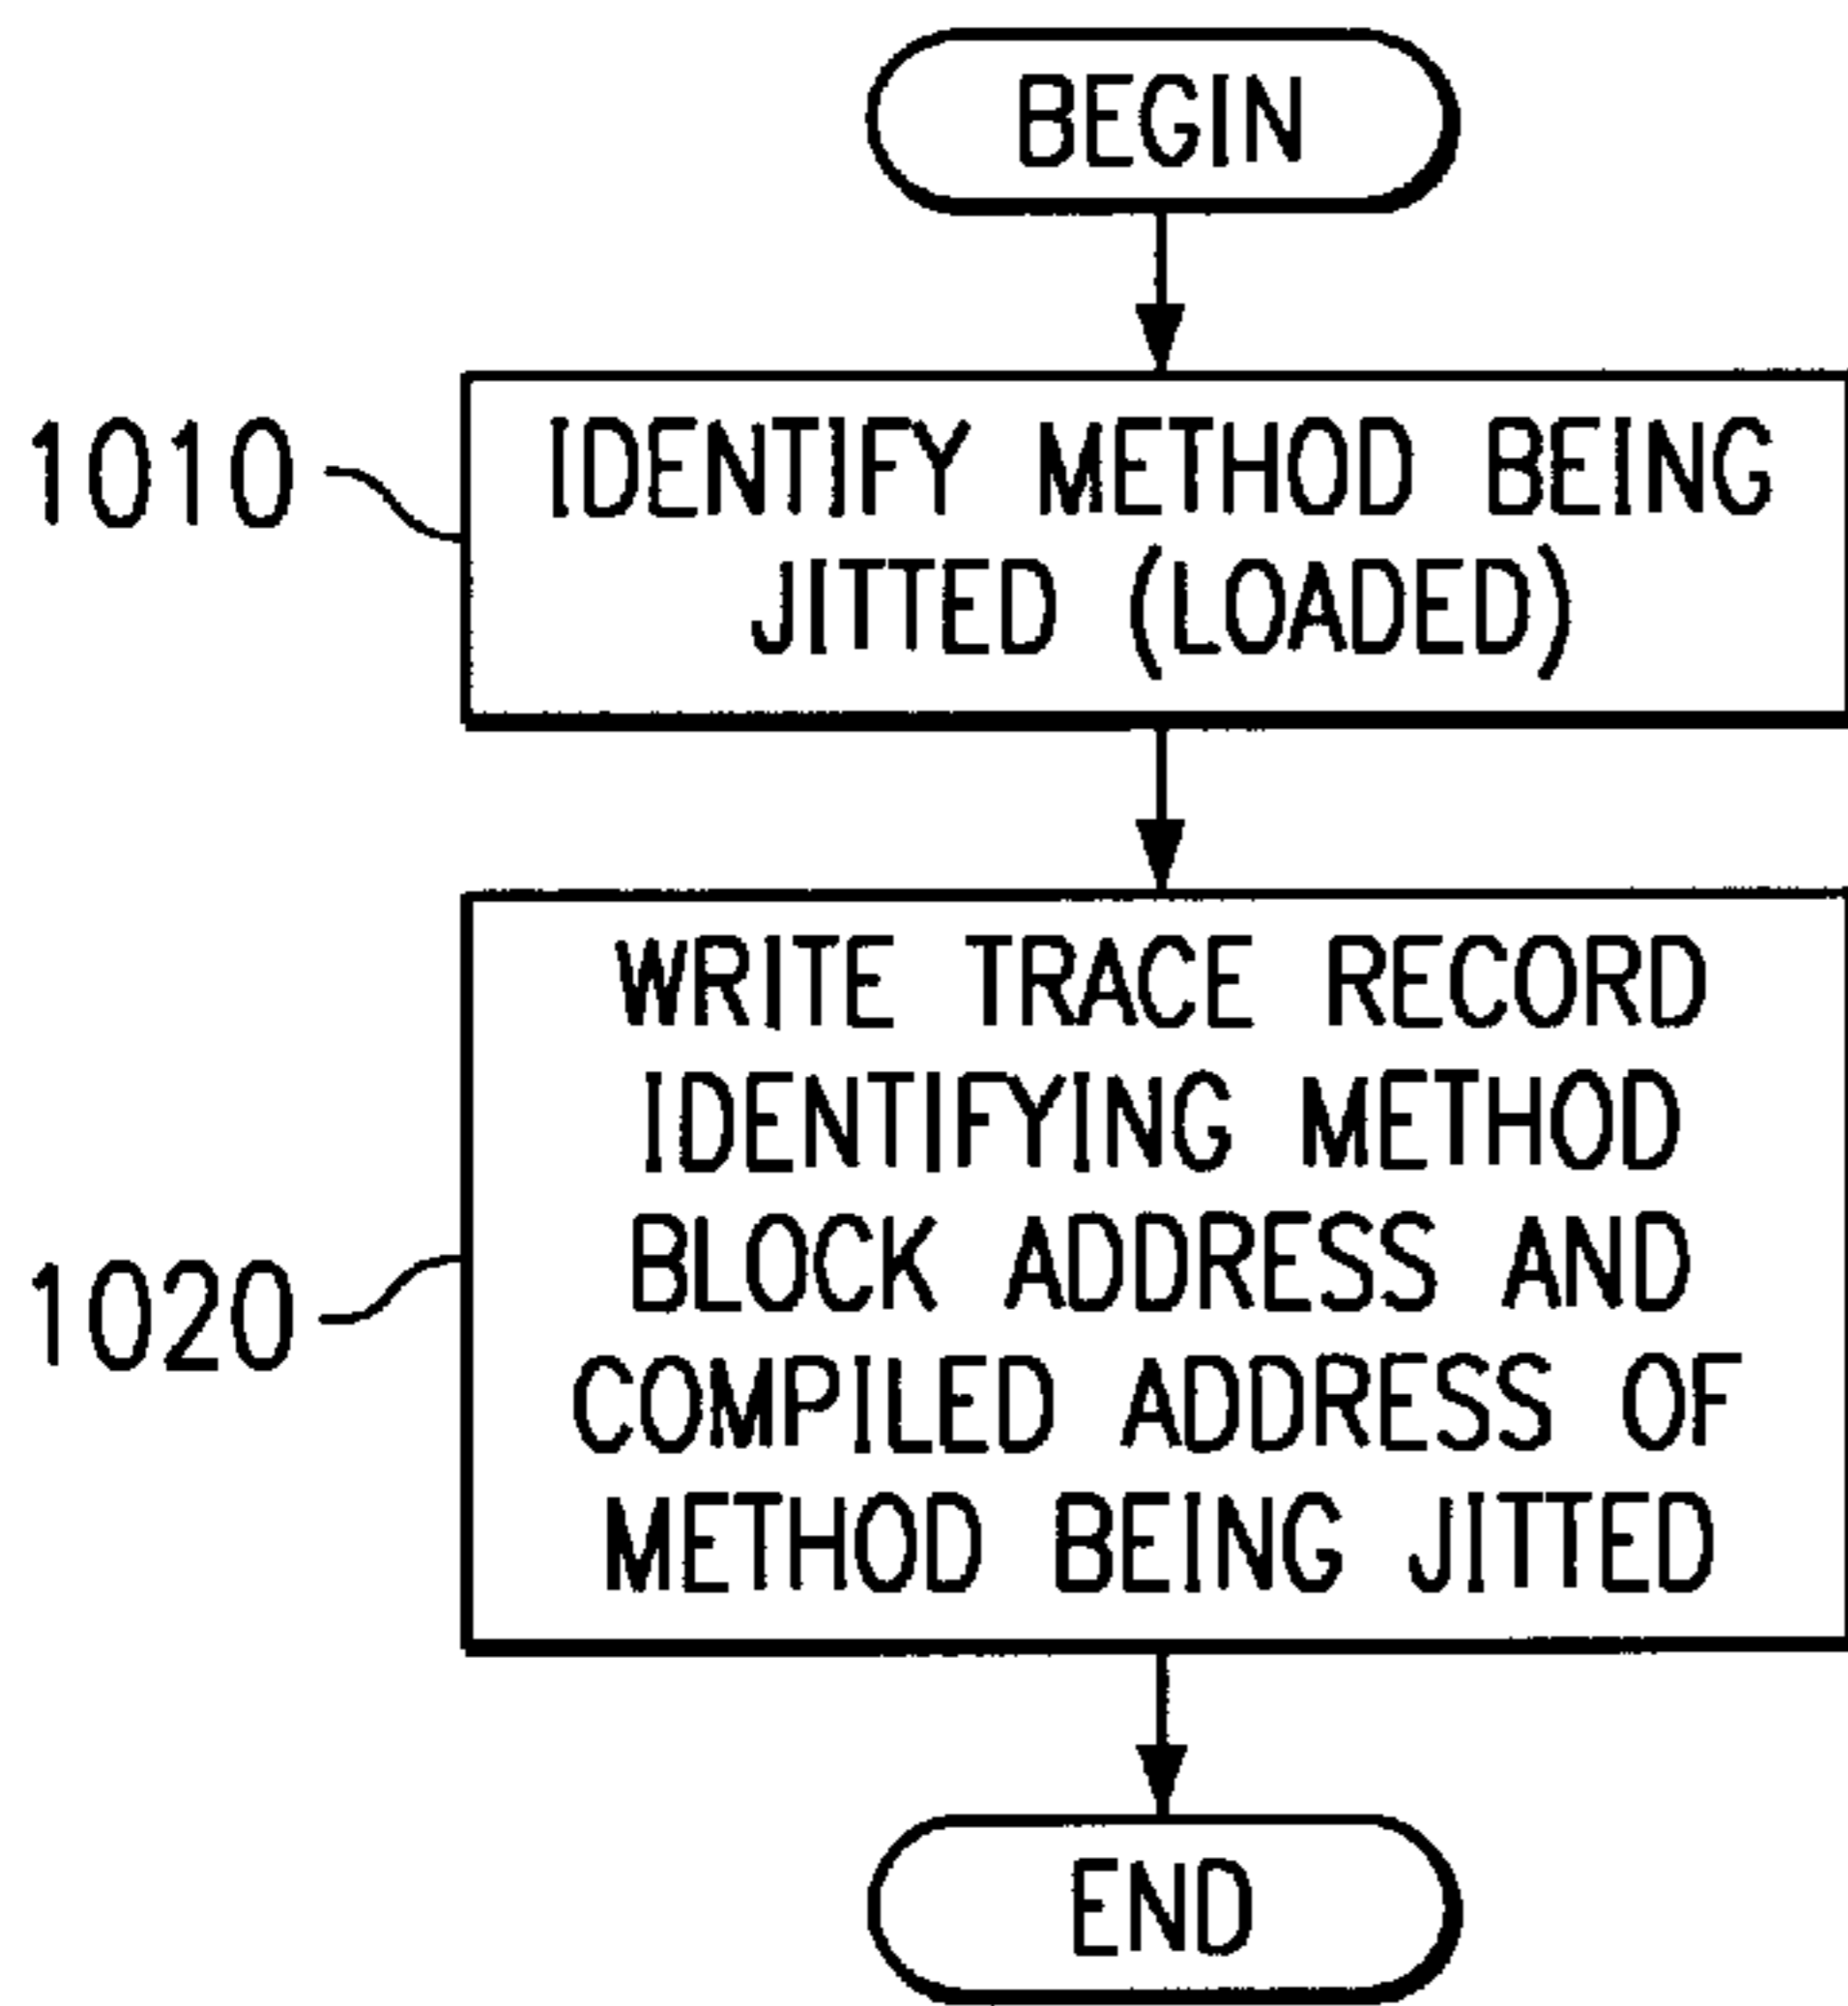 BEGIN
1010
IDENTIFY METHOD BEING
JITTED (LOADED)
WRITE TRACE RECORD
IDENTIFYING METHOD
BLOCK ADDRESS AND
1020
COMPILED ADDRESS OF
METHOD BEING JITTED
END